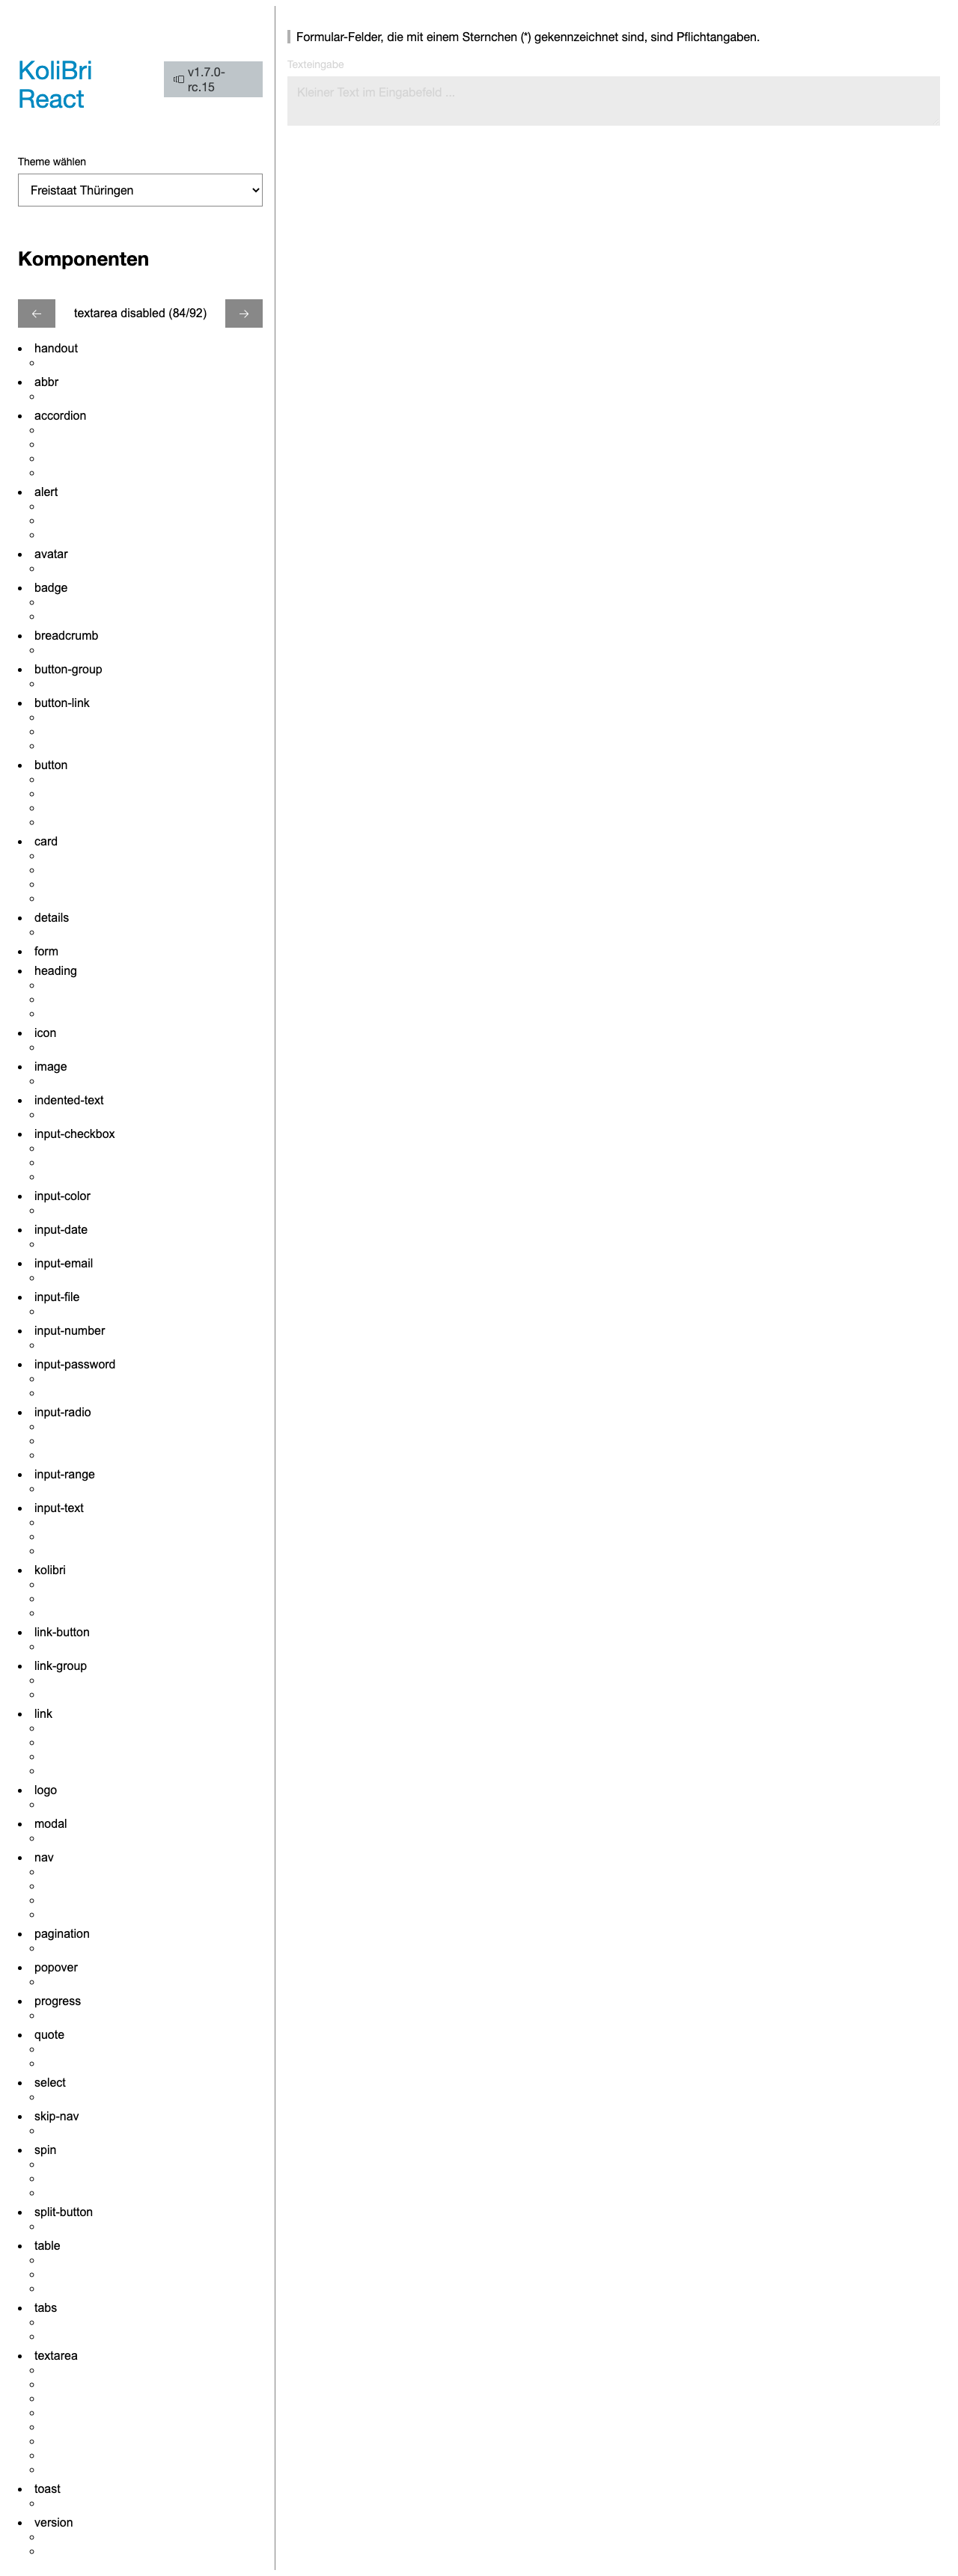 KoliBri
React
v1.7.0-
rc.15
Theme wählen
Freistaat Thüringen
Komponenten
← textarea disabled (84/92) →
handout
abbr
accordion
alert
avatar
badge
breadcrumb
button-group
button-link
button
card
details
form
heading
icon
image
indented-text
input-checkbox
input-color
input-date
input-email
input-file
input-number
input-password
input-radio
input-range
input-text
kolibri
link-button
link-group
link
logo
modal
nav
pagination
popover
progress
quote
select
skip-nav
spin
split-button
table
tabs
textarea
toast
version
Formular-Felder, die mit einem Sternchen (*) gekennzeichnet sind, sind Pflichtangaben.
Texteingabe
Kleiner Text im Eingabefeld ...